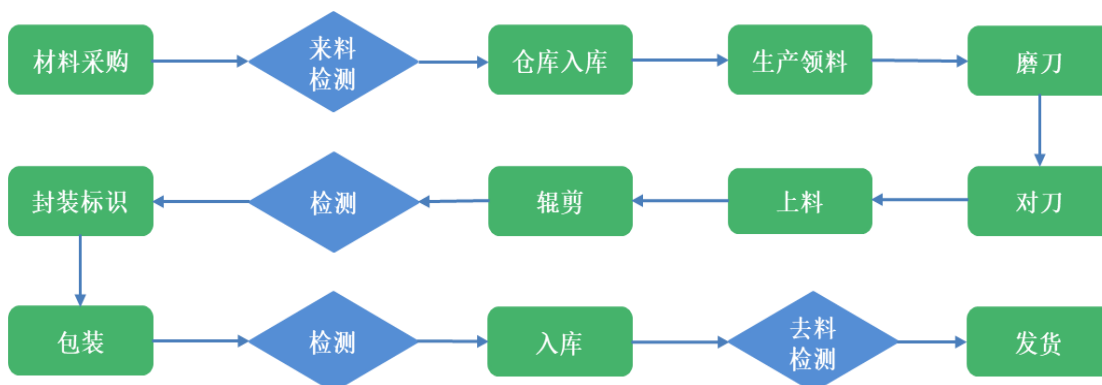 材料采购
来料
检测
仓库入库
生产领料
磨刀
对刀
上料
辊剪
检测
封装标识
包装
检测
入库
去料
检测
发货